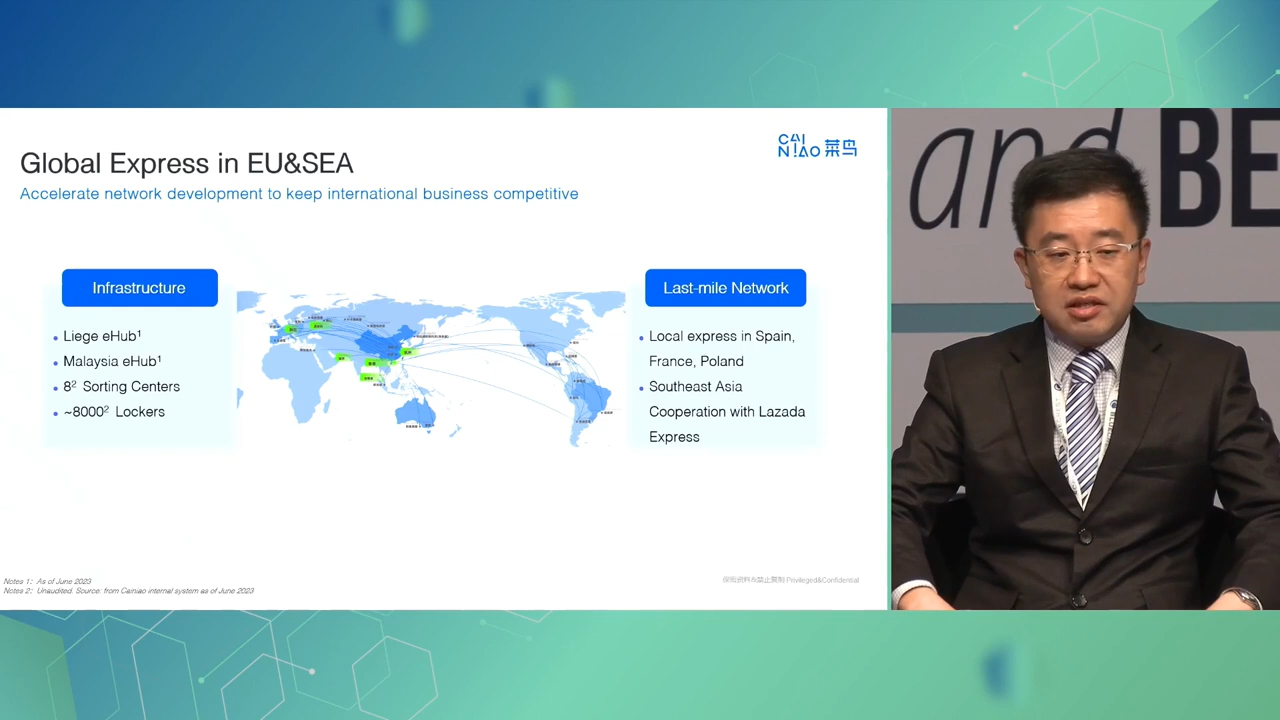 CAI
NIAO 菜鸟
Global Express in EU&SEA
Accelerate network development to keep international business competitive
Infrastructure
• Liege eHub¹
• Malaysia eHub¹
• 8² Sorting Centers
• ~8000² Lockers
Last-mile Network
• Local express in Spain,
France, Poland
• Southeast Asia
Cooperation with Lazada
Express
Notes 1: As of June 2023
Notes 2: Unaudited. Source: from Cainiao internal system as of June 2023
Privileged&Confidential
and BE